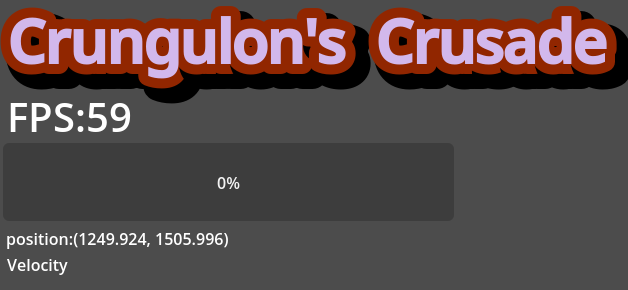 Crungulon's Crusade
FPS:59
0%
position:(1249.924, 1505.996)
Velocity